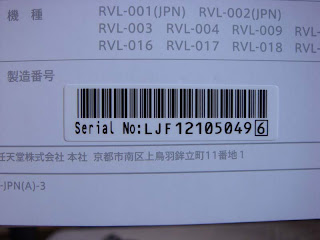 機種 RVL-001(JPN) RVL-002(JPN)
RVL-003 RVL-004 RVL-009 RVL
RVL-016 RVL-017 RVL-018 RVL
製造番号
Serial No:LJF121050496
任天堂株式会社 本社 京都市南区上鳥羽鉾立町11番地1
-JPN(A)-3